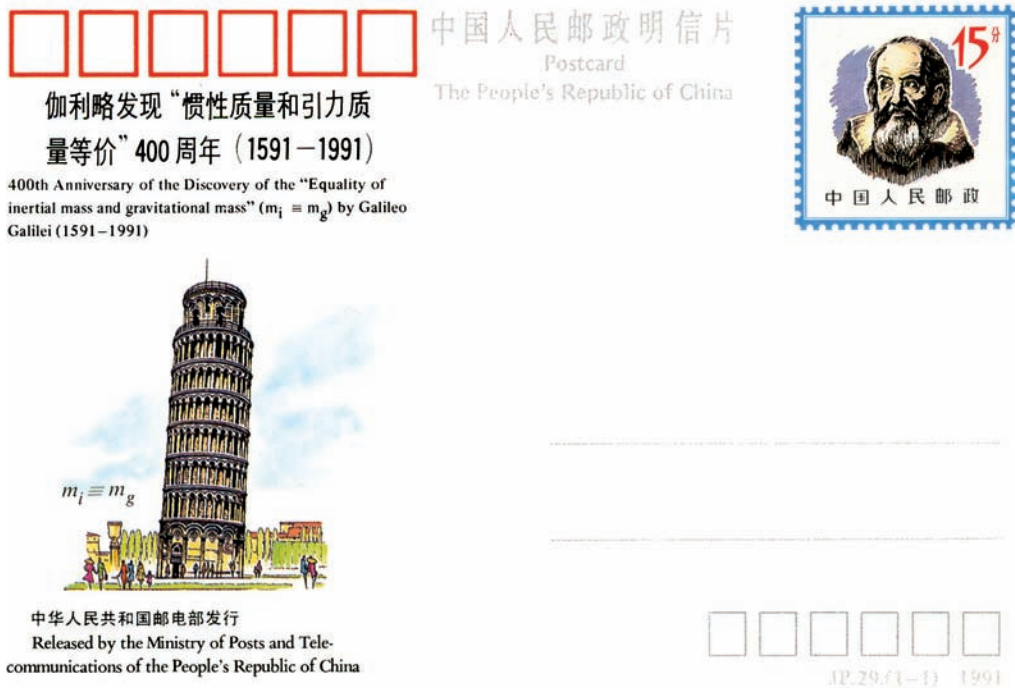 中国人民邮政明信片
Postcard
The People's Republic of China
15分
中国人民邮政
伽利略发现“惯性质量和引力质
量等价”400周年（1591－1991）
400th Anniversary of the Discovery of the “Equality of
inertial mass and gravitational mass” (mi ≡ mg) by Galileo
Galilei (1591–1991)
mi ≡ mg
中华人民共和国邮电部发行
Released by the Ministry of Posts and Tele-
communications of the People's Republic of China
JP.29.(1–1) 1991